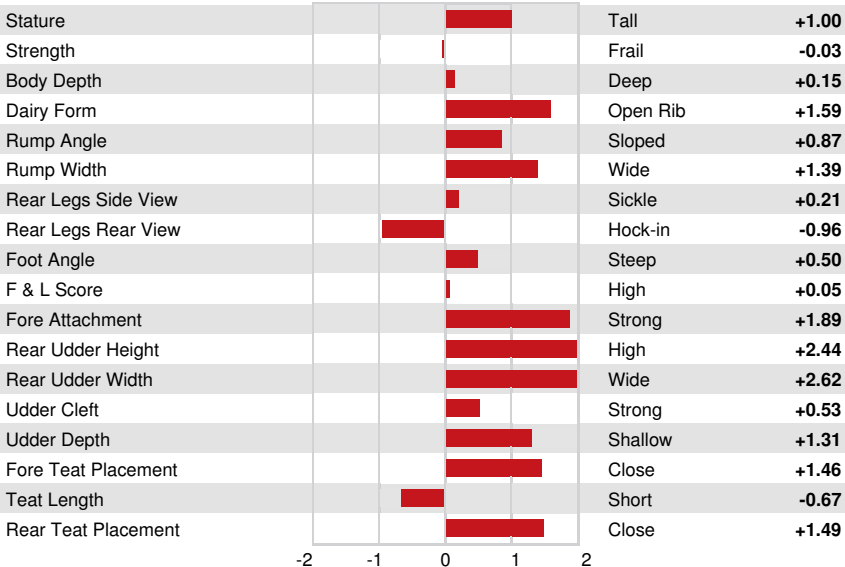 Stature Tall +1.00
Strength Frail -0.03
Body Depth Deep +0.15
Dairy Form Open Rib +1.59
Rump Angle Sloped +0.87
Rump Width Wide +1.39
Rear Legs Side View Sickle +0.21
Rear Legs Rear View Hock-in -0.96
Foot Angle Steep +0.50
F & L Score High +0.05
Fore Attachment Strong +1.89
Rear Udder Height High +2.44
Rear Udder Width Wide +2.62
Udder Cleft Strong +0.53
Udder Depth Shallow +1.31
Fore Teat Placement Close +1.46
Teat Length Short -0.67
Rear Teat Placement Close +1.49
-2 -1 0 1 2